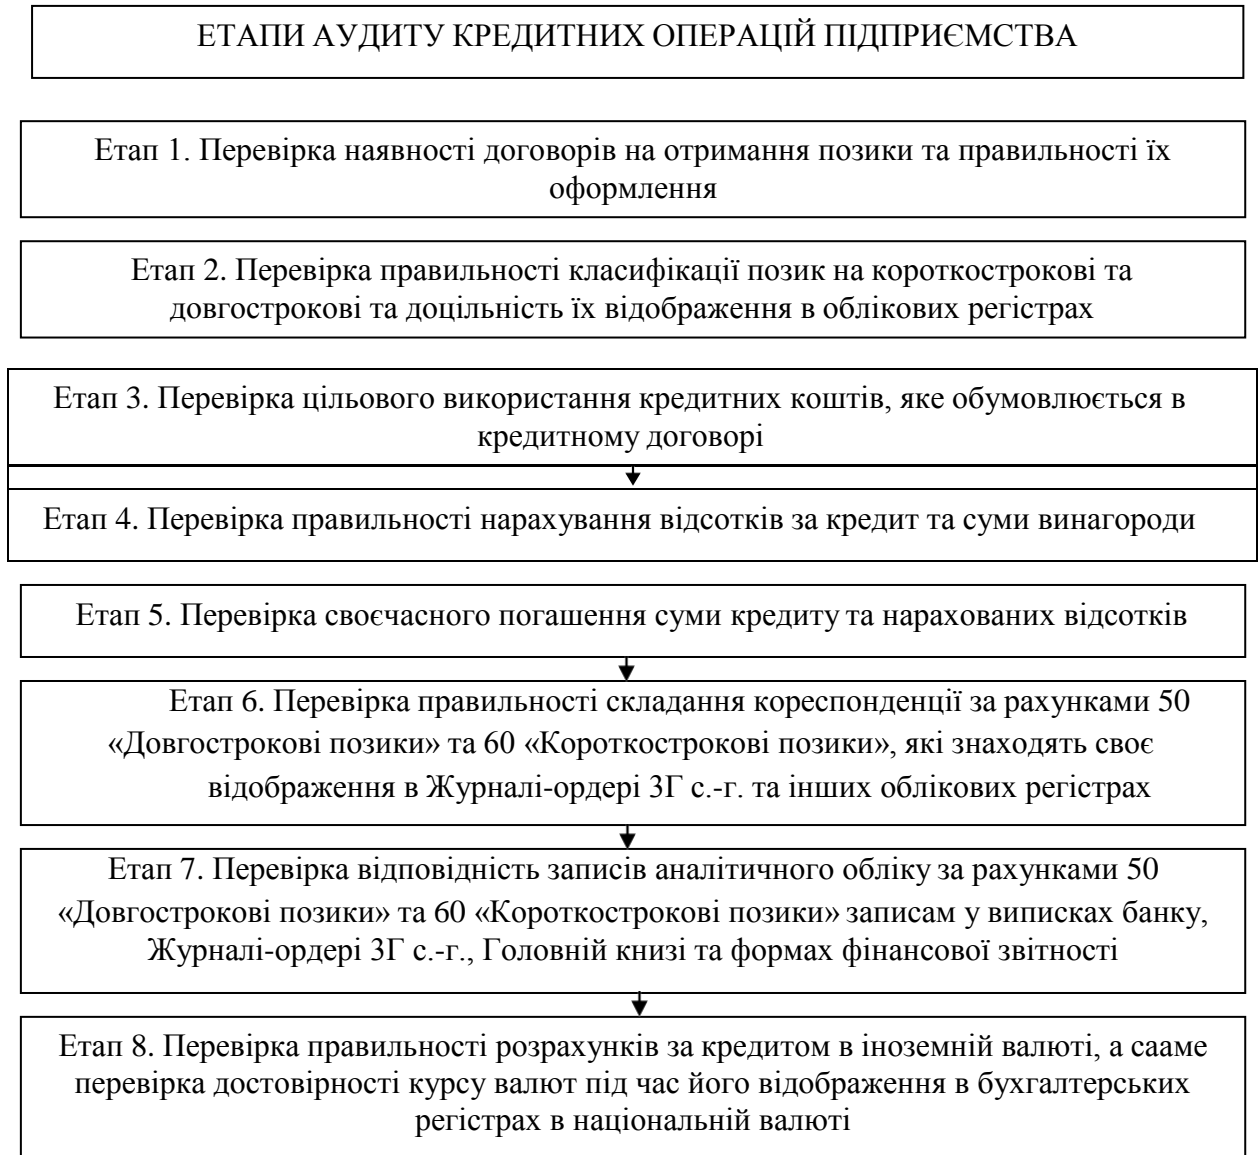 ЕТАПИ АУДИТУ КРЕДИТНИХ ОПЕРАЦІЙ ПІДПРИЄМСТВА
Етап 1. Перевірка наявності договорів на отримання позики та правильності їх
оформлення
Етап 2. Перевірка правильності класифікації позик на короткострокові та
довгострокові та доцільність їх відображення в облікових регістрах
Етап 3. Перевірка цільового використання кредитних коштів, яке обумовлюється в
кредитному договорі
Етап 4. Перевірка правильності нарахування відсотків за кредит та суми винагороди
Етап 5. Перевірка своєчасного погашення суми кредиту та нарахованих відсотків
Етап 6. Перевірка правильності складання кореспонденції за рахунками 50
«Довгострокові позики» та 60 «Короткострокові позики», які знаходять своє
відображення в Журналі-ордері 3Г с.-г. та інших облікових регістрах
Етап 7. Перевірка відповідність записів аналітичного обліку за рахунками 50
«Довгострокові позики» та 60 «Короткострокові позики» записам у виписках банку,
Журналі-ордері 3Г с.-г., Головній книзі та формах фінансової звітності
Етап 8. Перевірка правильності розрахунків за кредитом в іноземній валюті, а сааме
перевірка достовірності курсу валют під час його відображення в бухгалтерських
регістрах в національній валюті